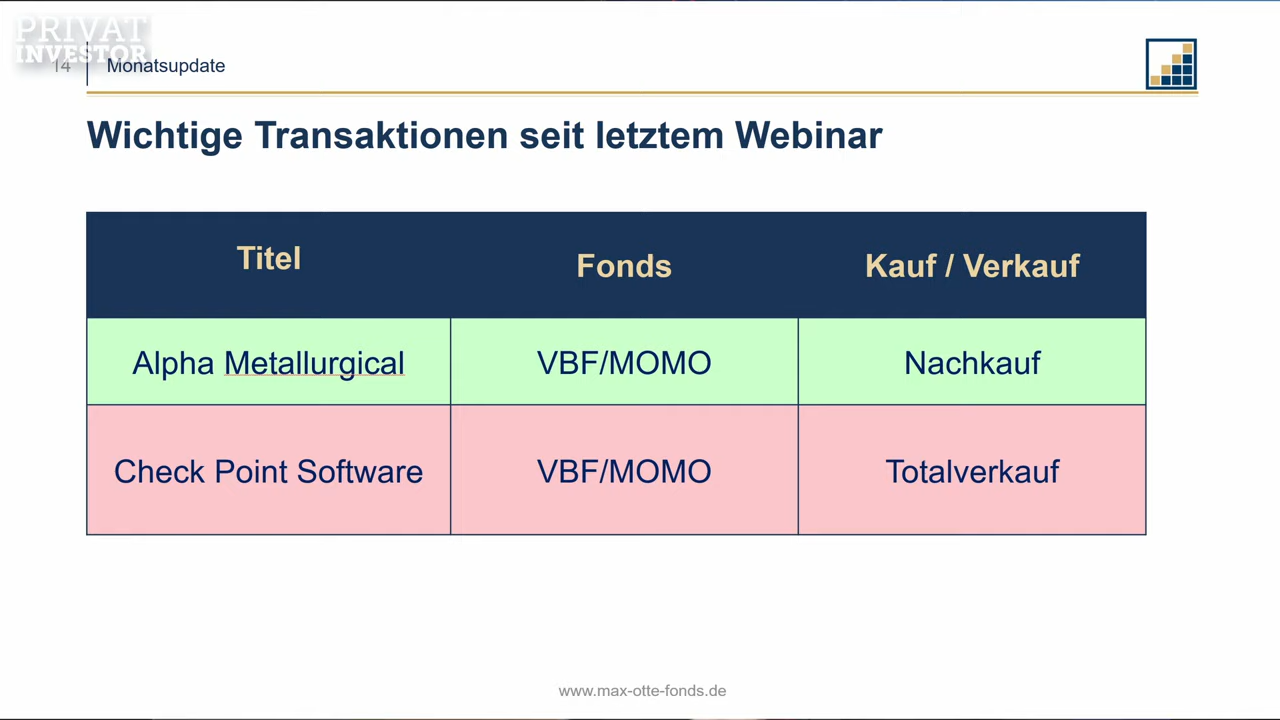 PRIVAT
INVESTOR
14
Monatsupdate
Wichtige Transaktionen seit letztem Webinar
Titel
Fonds
Kauf / Verkauf
Alpha Metallurgical
VBF/MOMO
Nachkauf
Check Point Software
VBF/MOMO
Totalverkauf
www.max-otte-fonds.de